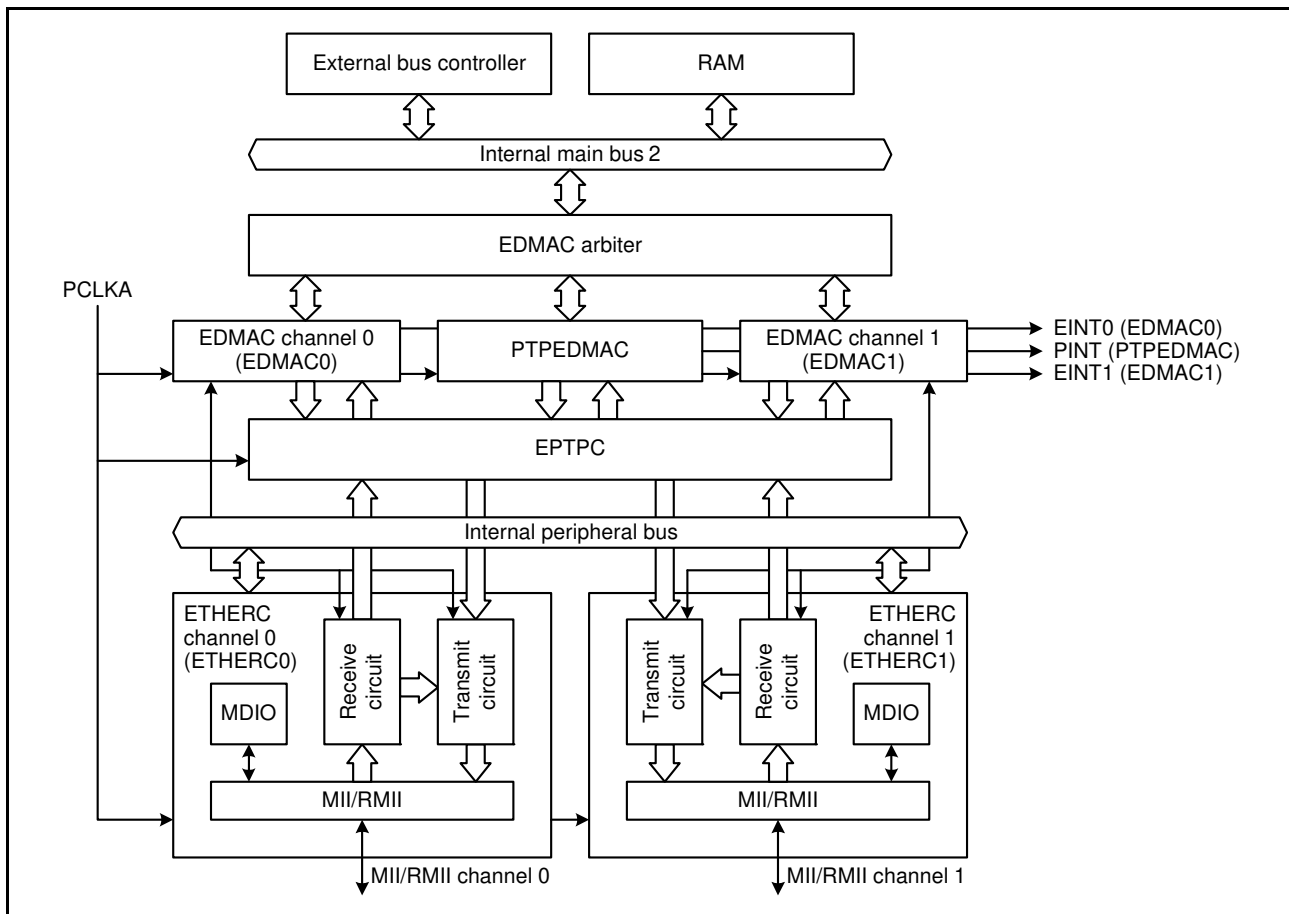 External bus controller
RAM
Internal main bus 2
EDMAC arbiter
PCLKA
EDMAC channel 0
(EDMAC0)
PTPEDMAC
EDMAC channel 1
(EDMAC1)
EINT0 (EDMAC0)
PINT (PTPEDMAC)
EINT1 (EDMAC1)
EPTPC
Internal peripheral bus
ETHERC
channel 0
(ETHERC0)
Receive
circuit
Transmit
circuit
MDIO
MII/RMII
MII/RMII channel 0
Transmit
circuit
Receive
circuit
ETHERC
channel 1
(ETHERC1)
MDIO
MII/RMII
MII/RMII channel 1